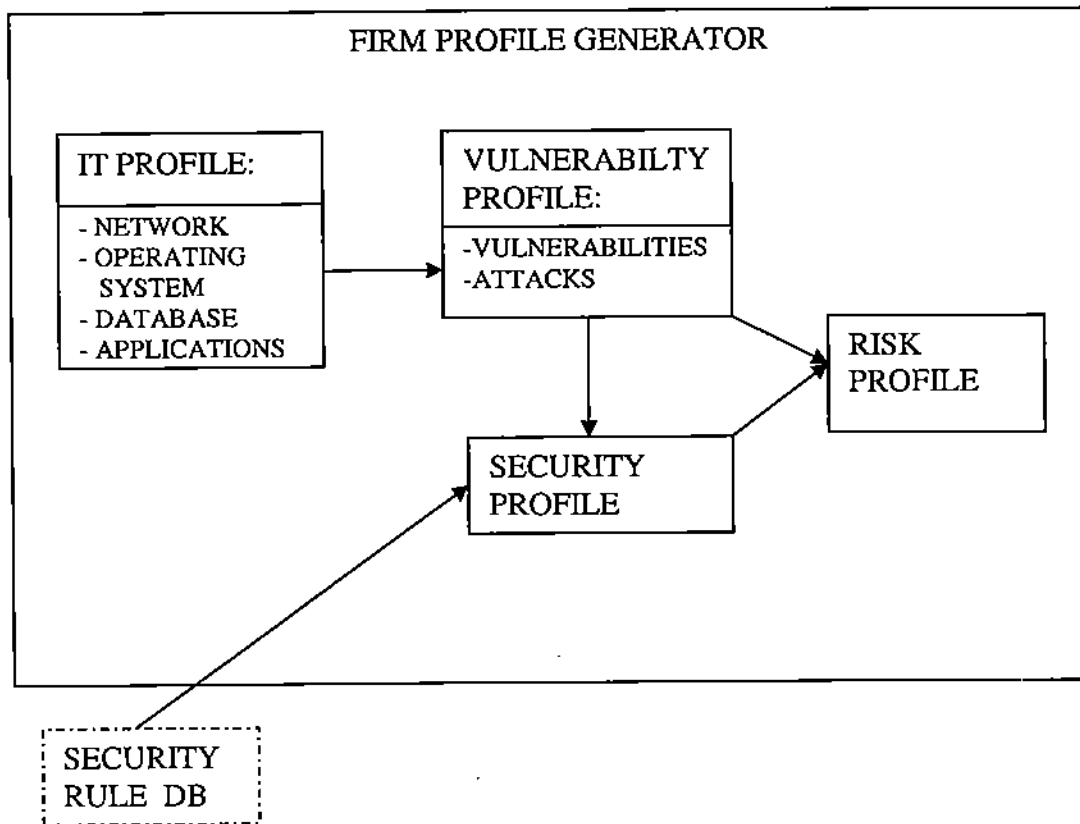 FIRM PROFILE GENERATOR
IT PROFILE:
- NETWORK
- OPERATING
SYSTEM
- DATABASE
- APPLICATIONS
VULNERABILTY
PROFILE:
-VULNERABILITIES
-ATTACKS
RISK
PROFILE
SECURITY
PROFILE
SECURITY
RULE DB